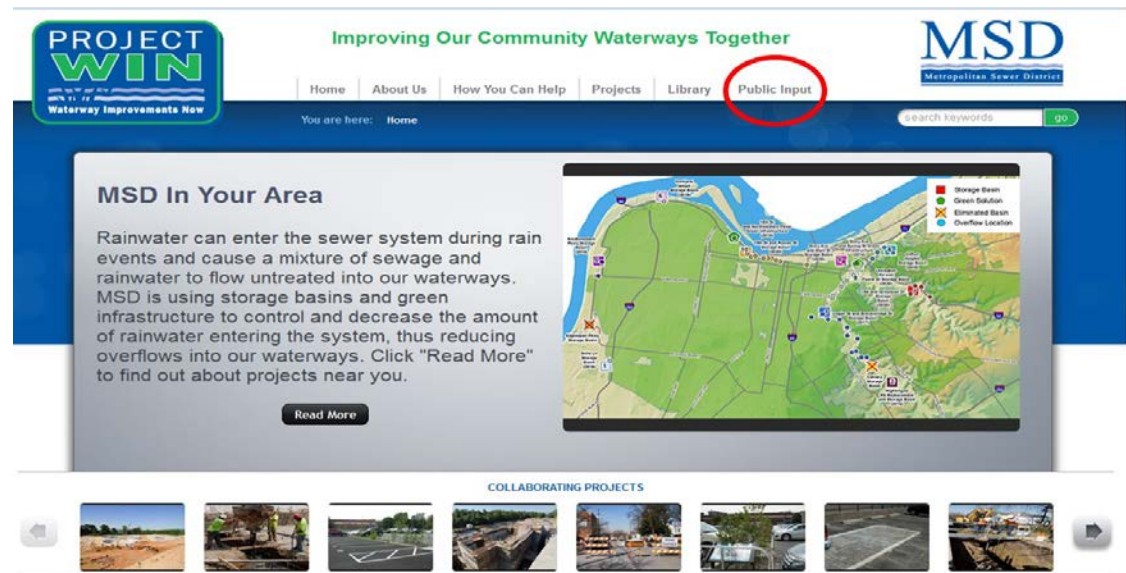 PROJECT
WIN
Waterway Improvements Now
Improving Our Community Waterways Together
MSD
Metropolitan Sewer District
Home
About Us
How You Can Help
Projects
Library
Public Input
You are here: Home
search keywords
go
MSD In Your Area
Rainwater can enter the sewer system during rain
events and cause a mixture of sewage and
rainwater to flow untreated into our waterways.
MSD is using storage basins and green
infrastructure to control and decrease the amount
of rainwater entering the system, thus reducing
overflows into our waterways. Click "Read More"
to find out about projects near you.
Read More
Storage Basin
Green Solution
Eliminated Basin
Overflow Location
COLLABORATING PROJECTS